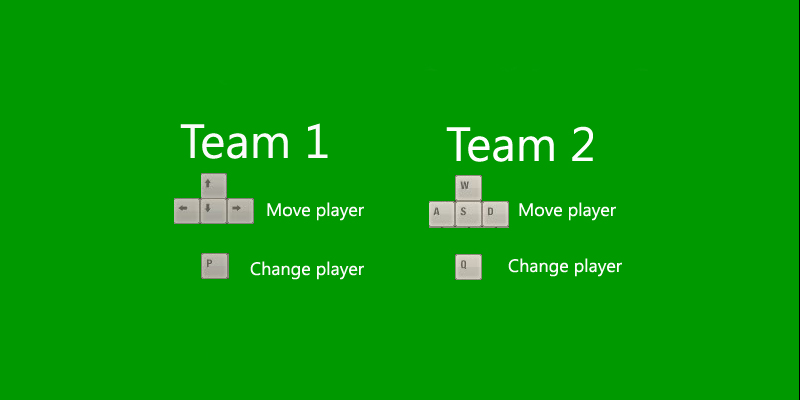 Team 1
↑
← ↓ →
Move player
P
Change player
Team 2
W
A S D
Move player
Q
Change player